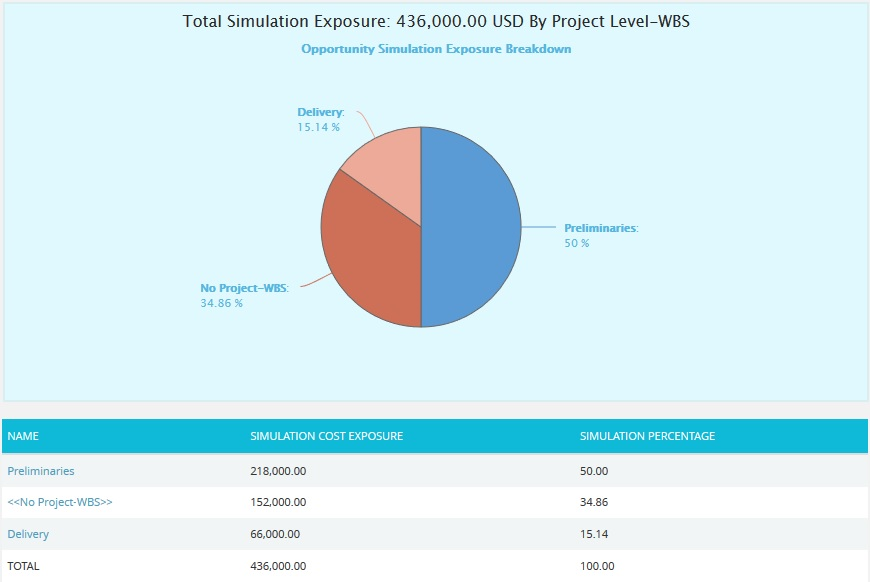 Total Simulation Exposure: 436,000.00 USD By Project Level-WBS
Opportunity Simulation Exposure Breakdown
Delivery:
15.14 %
Preliminaries:
50 %
No Project-WBS:
34.86 %
NAME SIMULATION COST EXPOSURE SIMULATION PERCENTAGE
Preliminaries 218,000.00 50.00
<<No Project-WBS>> 152,000.00 34.86
Delivery 66,000.00 15.14
TOTAL 436,000.00 100.00